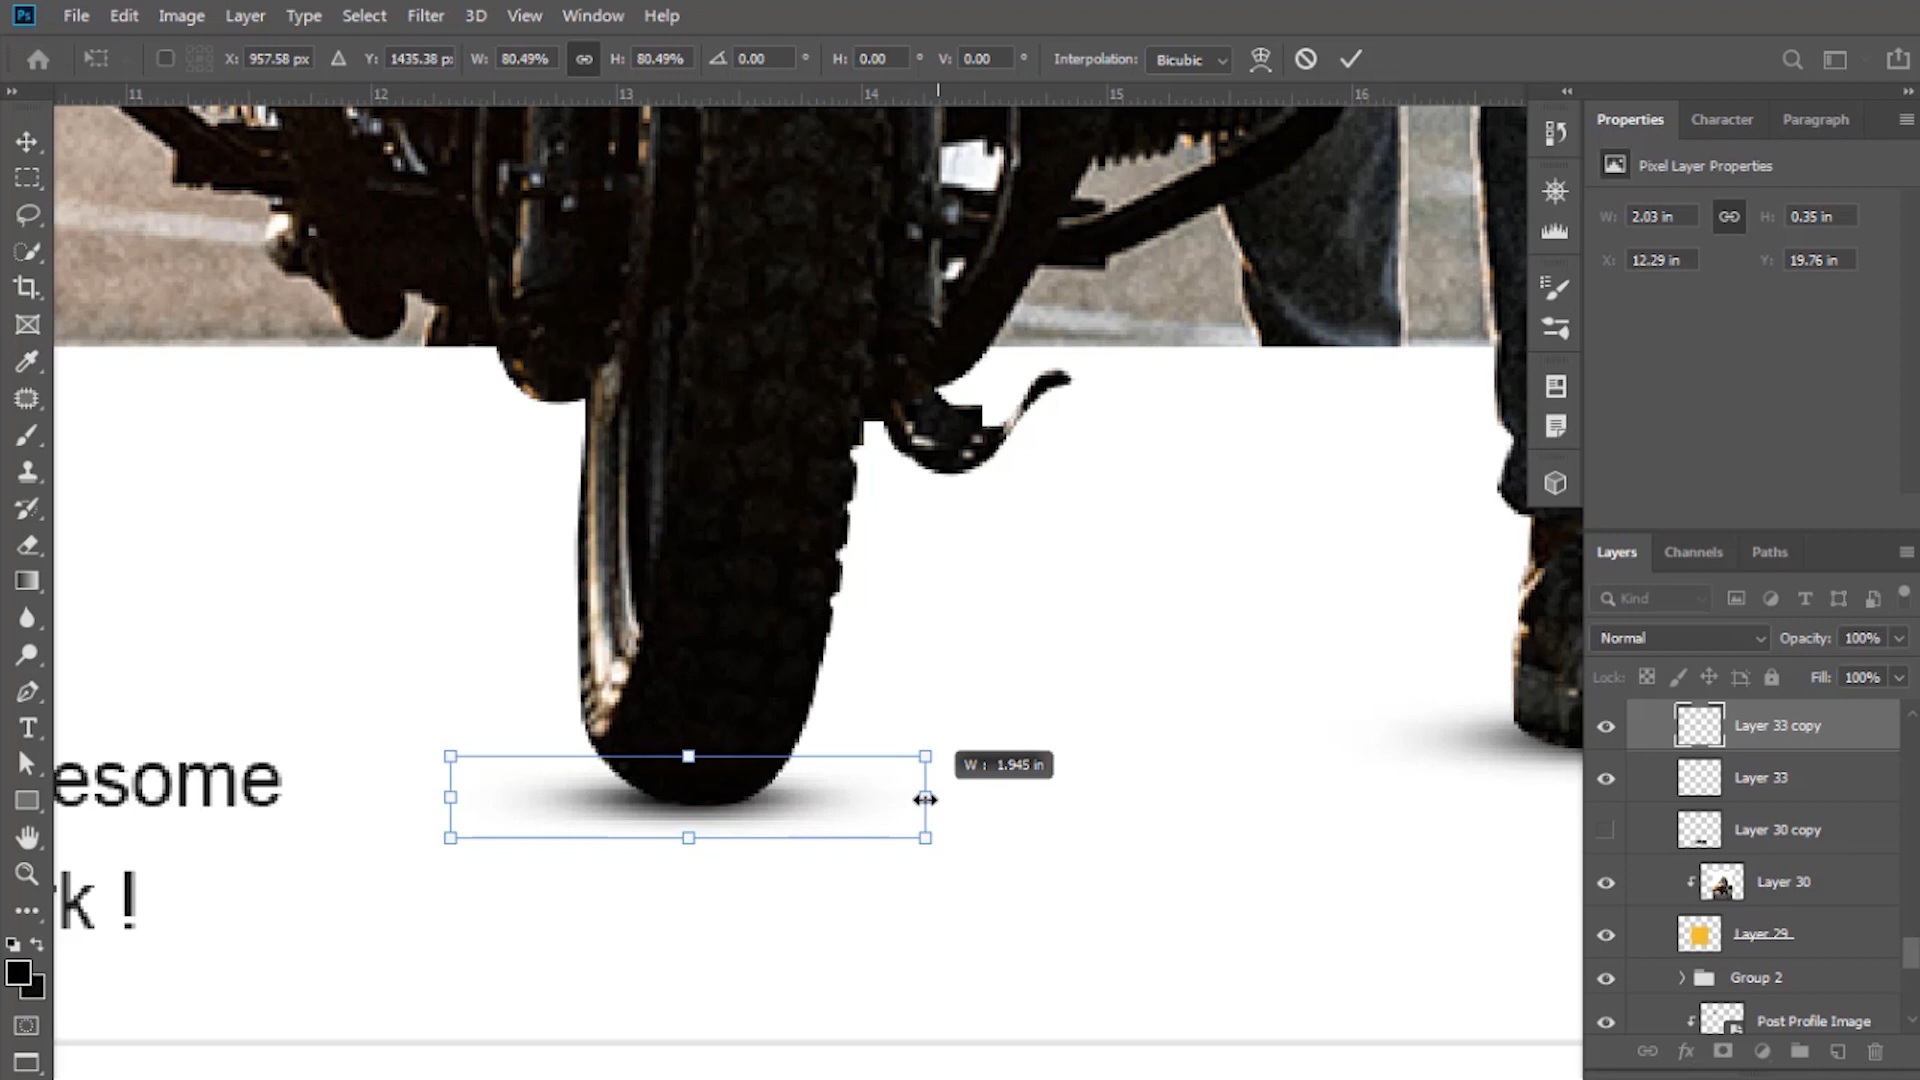 Ps File Edit Image Layer Type Select Filter 3D View Window Help
X: 957.58 px Y: 1435.38 p W: 80.49% H: 80.49% 0.00 ° H: 0.00 ° V: 0.00 ° Interpolation: Bicubic
11 12 13 14 15 16
Properties Character Paragraph
Pixel Layer Properties
W: 2.03 in H: 0.35 in
X: 12.29 in Y: 19.76 in
Layers Channels Paths
Kind
Normal Opacity: 100%
Lock: Fill: 100%
Layer 33 copy
Layer 33
Layer 30 copy
Layer 30
Layer 29
Group 2
Post Profile Image
W : 1.945 in
esome
k !